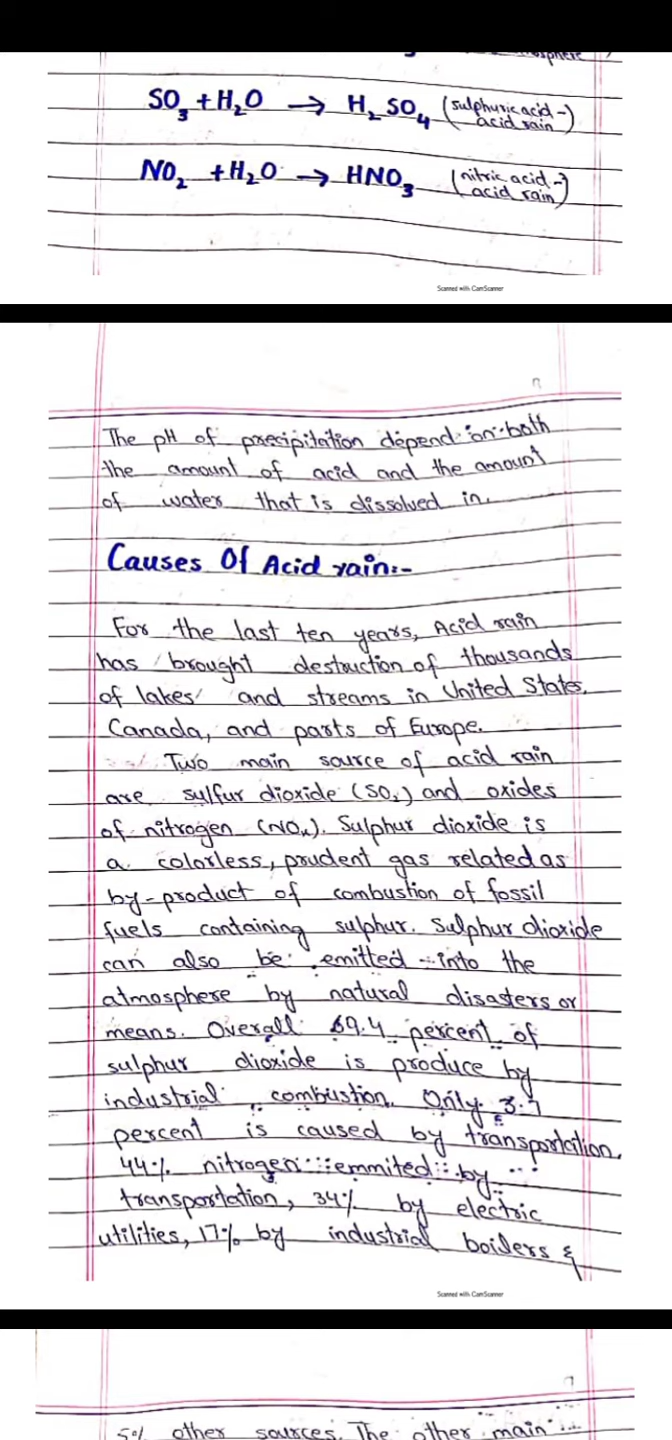 SO₃ + H₂O → H₂SO₄ (sulphuric acid - acid rain)
NO₂ + H₂O → HNO₃ (nitric acid - acid rain)
Scanned with CamScanner
The pH of precipitation depend on both
the amount of acid and the amount
of water that is dissolved in.
Causes Of Acid rain:-
For the last ten years, Acid rain
has brought destruction of thousands
of lakes and streams in United States,
Canada, and parts of Europe.
Two main source of acid rain
are sulfur dioxide (SO₂) and oxides
of nitrogen (NOx). Sulphur dioxide is
a colorless, prudent gas related as
by-product of combustion of fossil
fuels containing sulphur. Sulphur dioxide
can also be emitted into the
atmosphere by natural disasters or
means. Overall 69.4 percent of
sulphur dioxide is produce by
industrial combustion. Only 3.7
percent is caused by transportation.
44% nitrogen emmited by
transportation, 34% by electric
utilities, 17% by industrial boilers &
Scanned with CamScanner
5% other sources. The other main